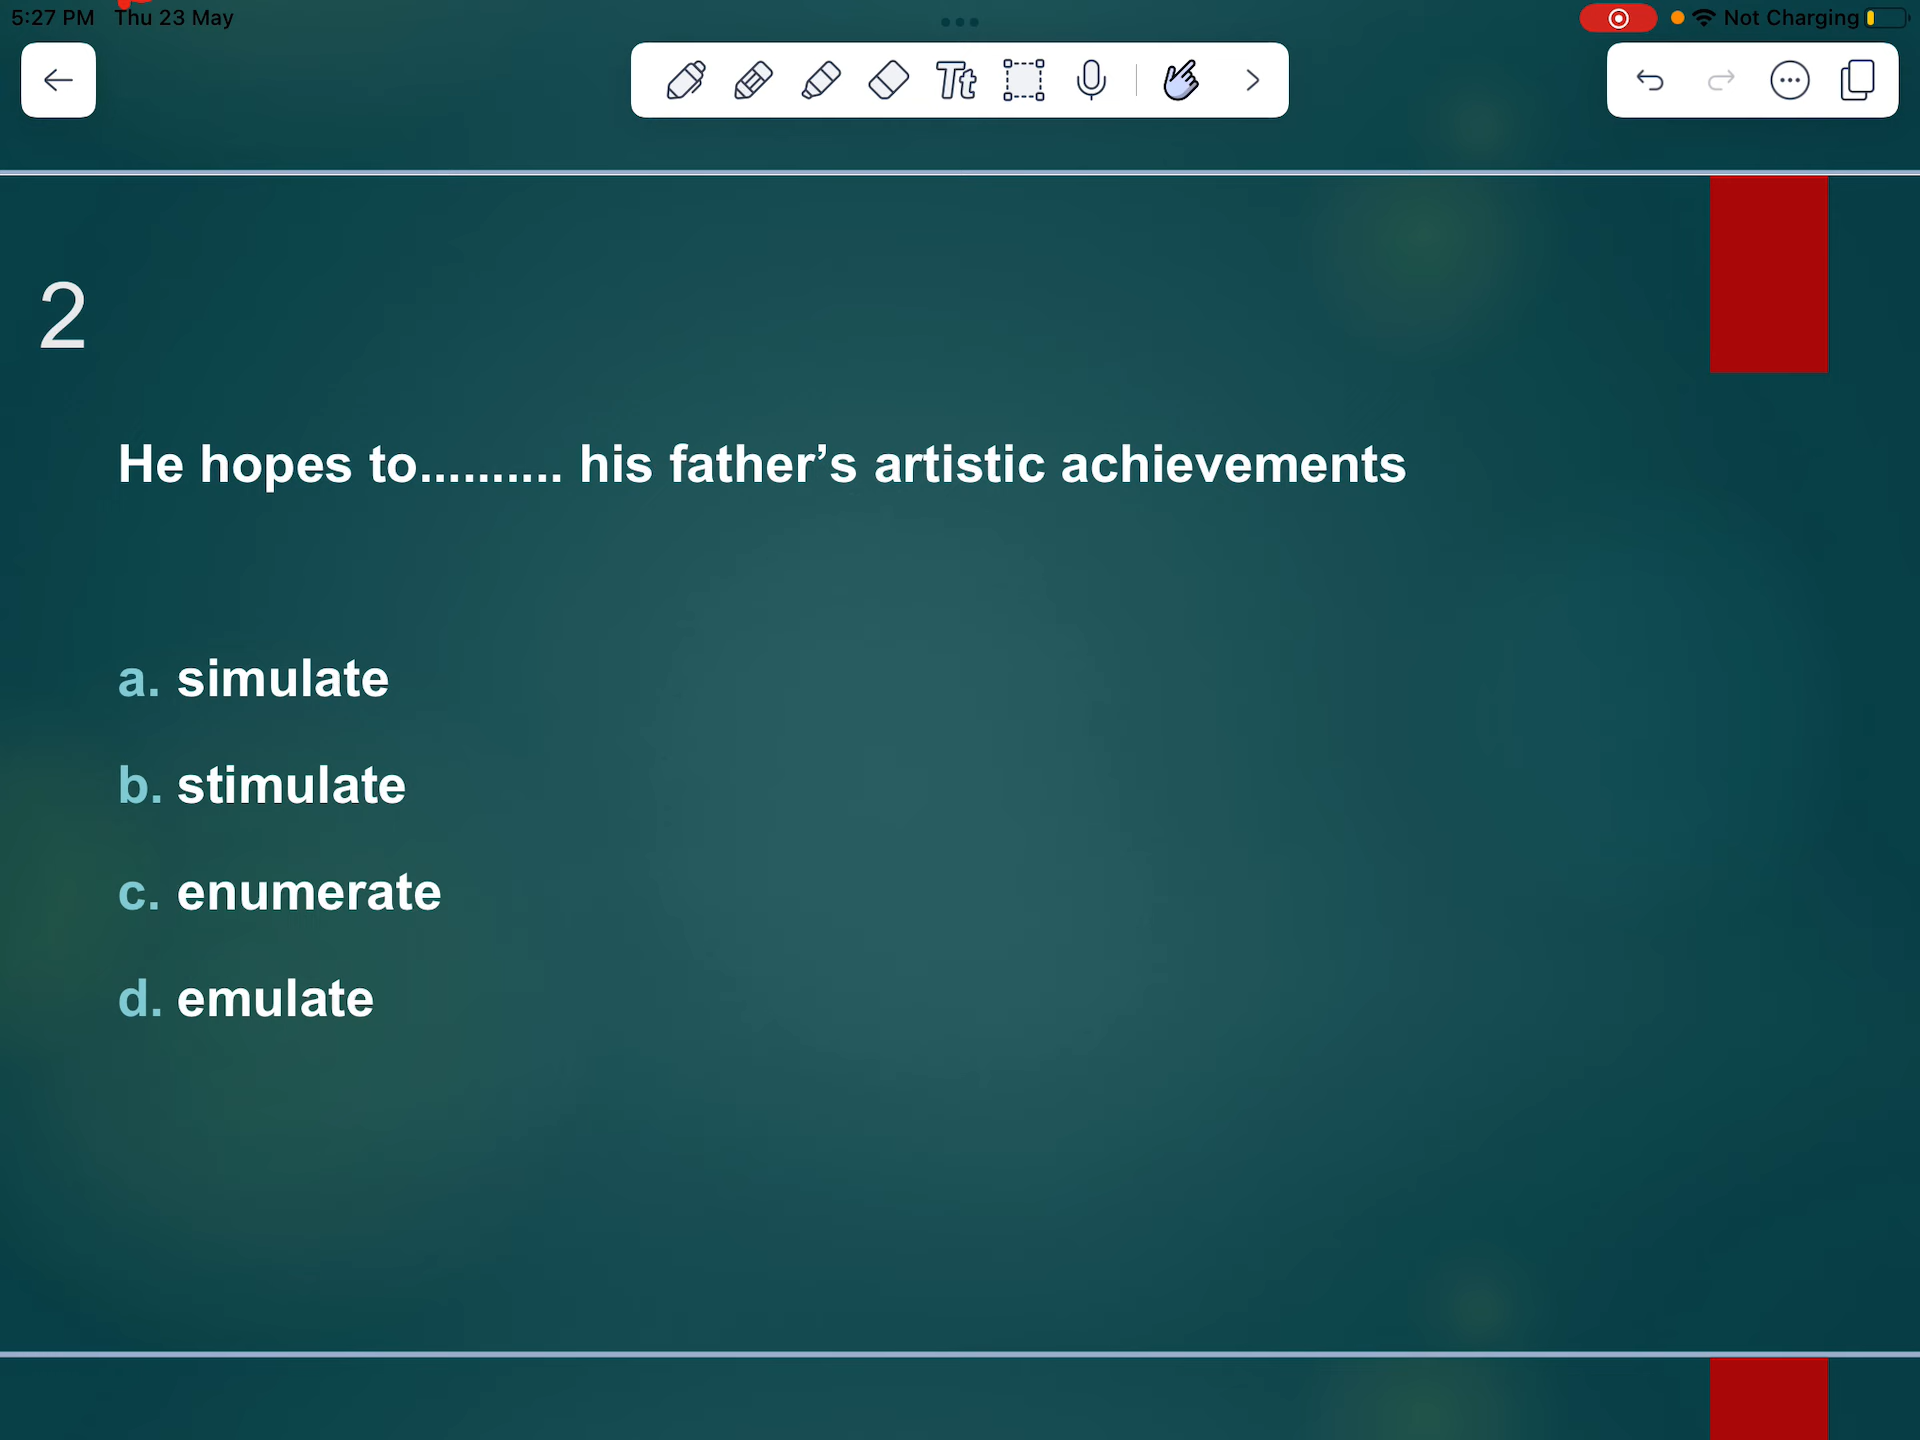 5:27 PM Thu 23 May
Not Charging
Tt
2
He hopes to.......... his father’s artistic achievements
a. simulate
b. stimulate
c. enumerate
d. emulate